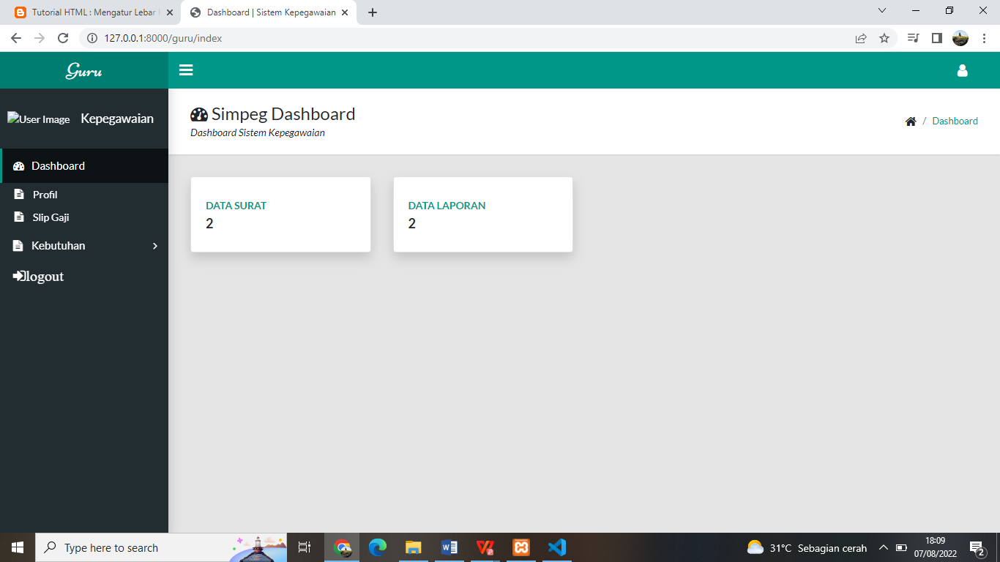 Tutorial HTML : Mengatur Lebar
Dashboard | Sistem Kepegawaian
127.0.0.1:8000/guru/index
Guru
User Image
Kepegawaian
Simpeg Dashboard
Dashboard Sistem Kepegawaian
/ Dashboard
Dashboard
Profil
Slip Gaji
Kebutuhan
logout
DATA SURAT
2
DATA LAPORAN
2
Type here to search
31°C Sebagian cerah
18:09
07/08/2022
2